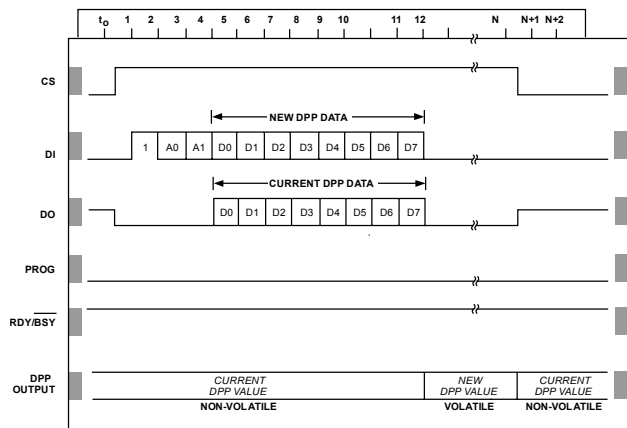 to 1 2 3 4 5 6 7 8 9 10 11 12 N N+1 N+2
CS
NEW DPP DATA
DI 1 A0 A1 D0 D1 D2 D3 D4 D5 D6 D7
CURRENT DPP DATA
DO D0 D1 D2 D3 D4 D5 D6 D7
PROG
RDY/BSY
DPP OUTPUT
CURRENT DPP VALUE
NON-VOLATILE
NEW DPP VALUE
VOLATILE
CURRENT DPP VALUE
NON-VOLATILE